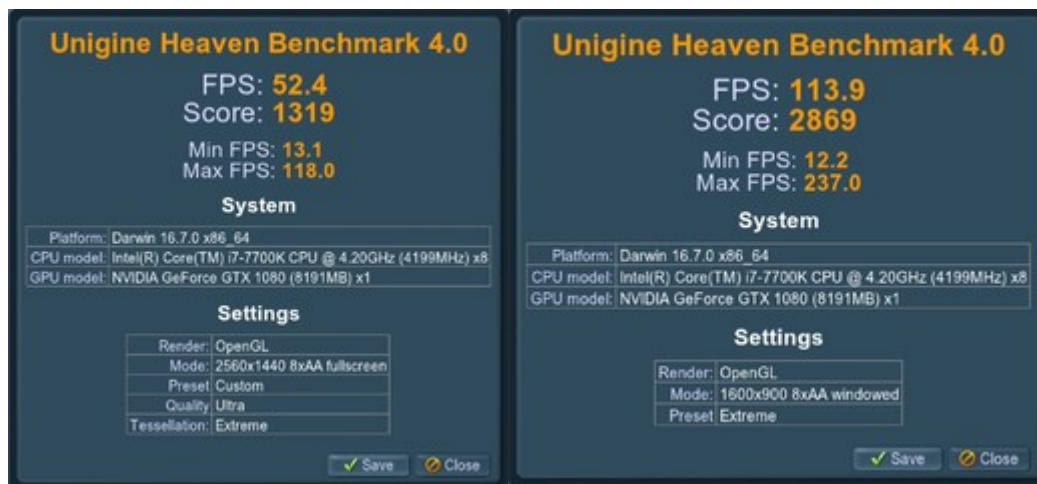 Unigine Heaven Benchmark 4.0
FPS: 52.4
Score: 1319
Min FPS: 13.1
Max FPS: 118.0
System
Platform: Darwin 16.7.0 x86_64
CPU model: Intel(R) Core(TM) i7-7700K CPU @ 4.20GHz (4199MHz) x8
GPU model: NVIDIA GeForce GTX 1080 (8191MB) x1
Settings
Render: OpenGL
Mode: 2560x1440 8xAA fullscreen
Preset Custom
Quality Ultra
Tessellation: Extreme
Save Close
Unigine Heaven Benchmark 4.0
FPS: 113.9
Score: 2869
Min FPS: 12.2
Max FPS: 237.0
System
Platform: Darwin 16.7.0 x86_64
CPU model: Intel(R) Core(TM) i7-7700K CPU @ 4.20GHz (4199MHz) x8
GPU model: NVIDIA GeForce GTX 1080 (8191MB) x1
Settings
Render: OpenGL
Mode: 1600x900 8xAA windowed
Preset Extreme
Save Close